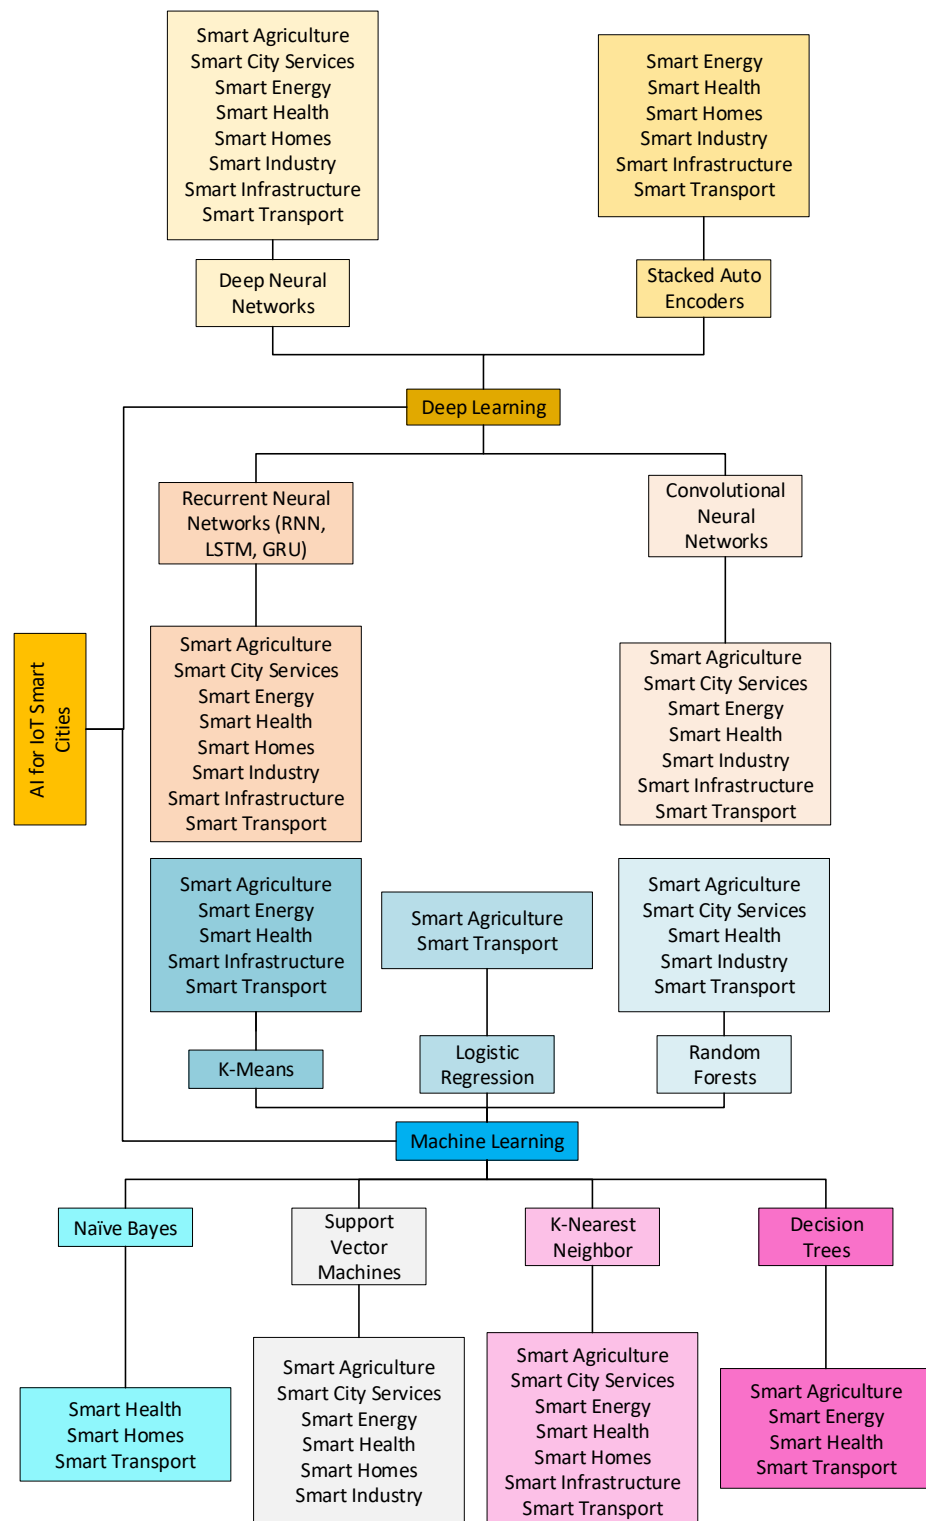 Smart Agriculture
Smart City Services
Smart Energy
Smart Health
Smart Homes
Smart Industry
Smart Infrastructure
Smart Transport
Smart Energy
Smart Health
Smart Homes
Smart Industry
Smart Infrastructure
Smart Transport
Deep Neural
Networks
Stacked Auto
Encoders
Deep Learning
Recurrent Neural
Networks (RNN,
LSTM, GRU)
Convolutional
Neural
Networks
AI for IoT Smart
Cities
Smart Agriculture
Smart City Services
Smart Energy
Smart Health
Smart Homes
Smart Industry
Smart Infrastructure
Smart Transport
Smart Agriculture
Smart City Services
Smart Energy
Smart Health
Smart Industry
Smart Infrastructure
Smart Transport
Smart Agriculture
Smart Energy
Smart Health
Smart Infrastructure
Smart Transport
Smart Agriculture
Smart Transport
Smart Agriculture
Smart City Services
Smart Health
Smart Industry
Smart Transport
K-Means
Logistic
Regression
Random
Forests
Machine Learning
Naïve Bayes
Support
Vector
Machines
K-Nearest
Neighbor
Decision
Trees
Smart Health
Smart Homes
Smart Transport
Smart Agriculture
Smart City Services
Smart Energy
Smart Health
Smart Homes
Smart Industry
Smart Agriculture
Smart City Services
Smart Energy
Smart Health
Smart Homes
Smart Infrastructure
Smart Transport
Smart Agriculture
Smart Energy
Smart Health
Smart Transport